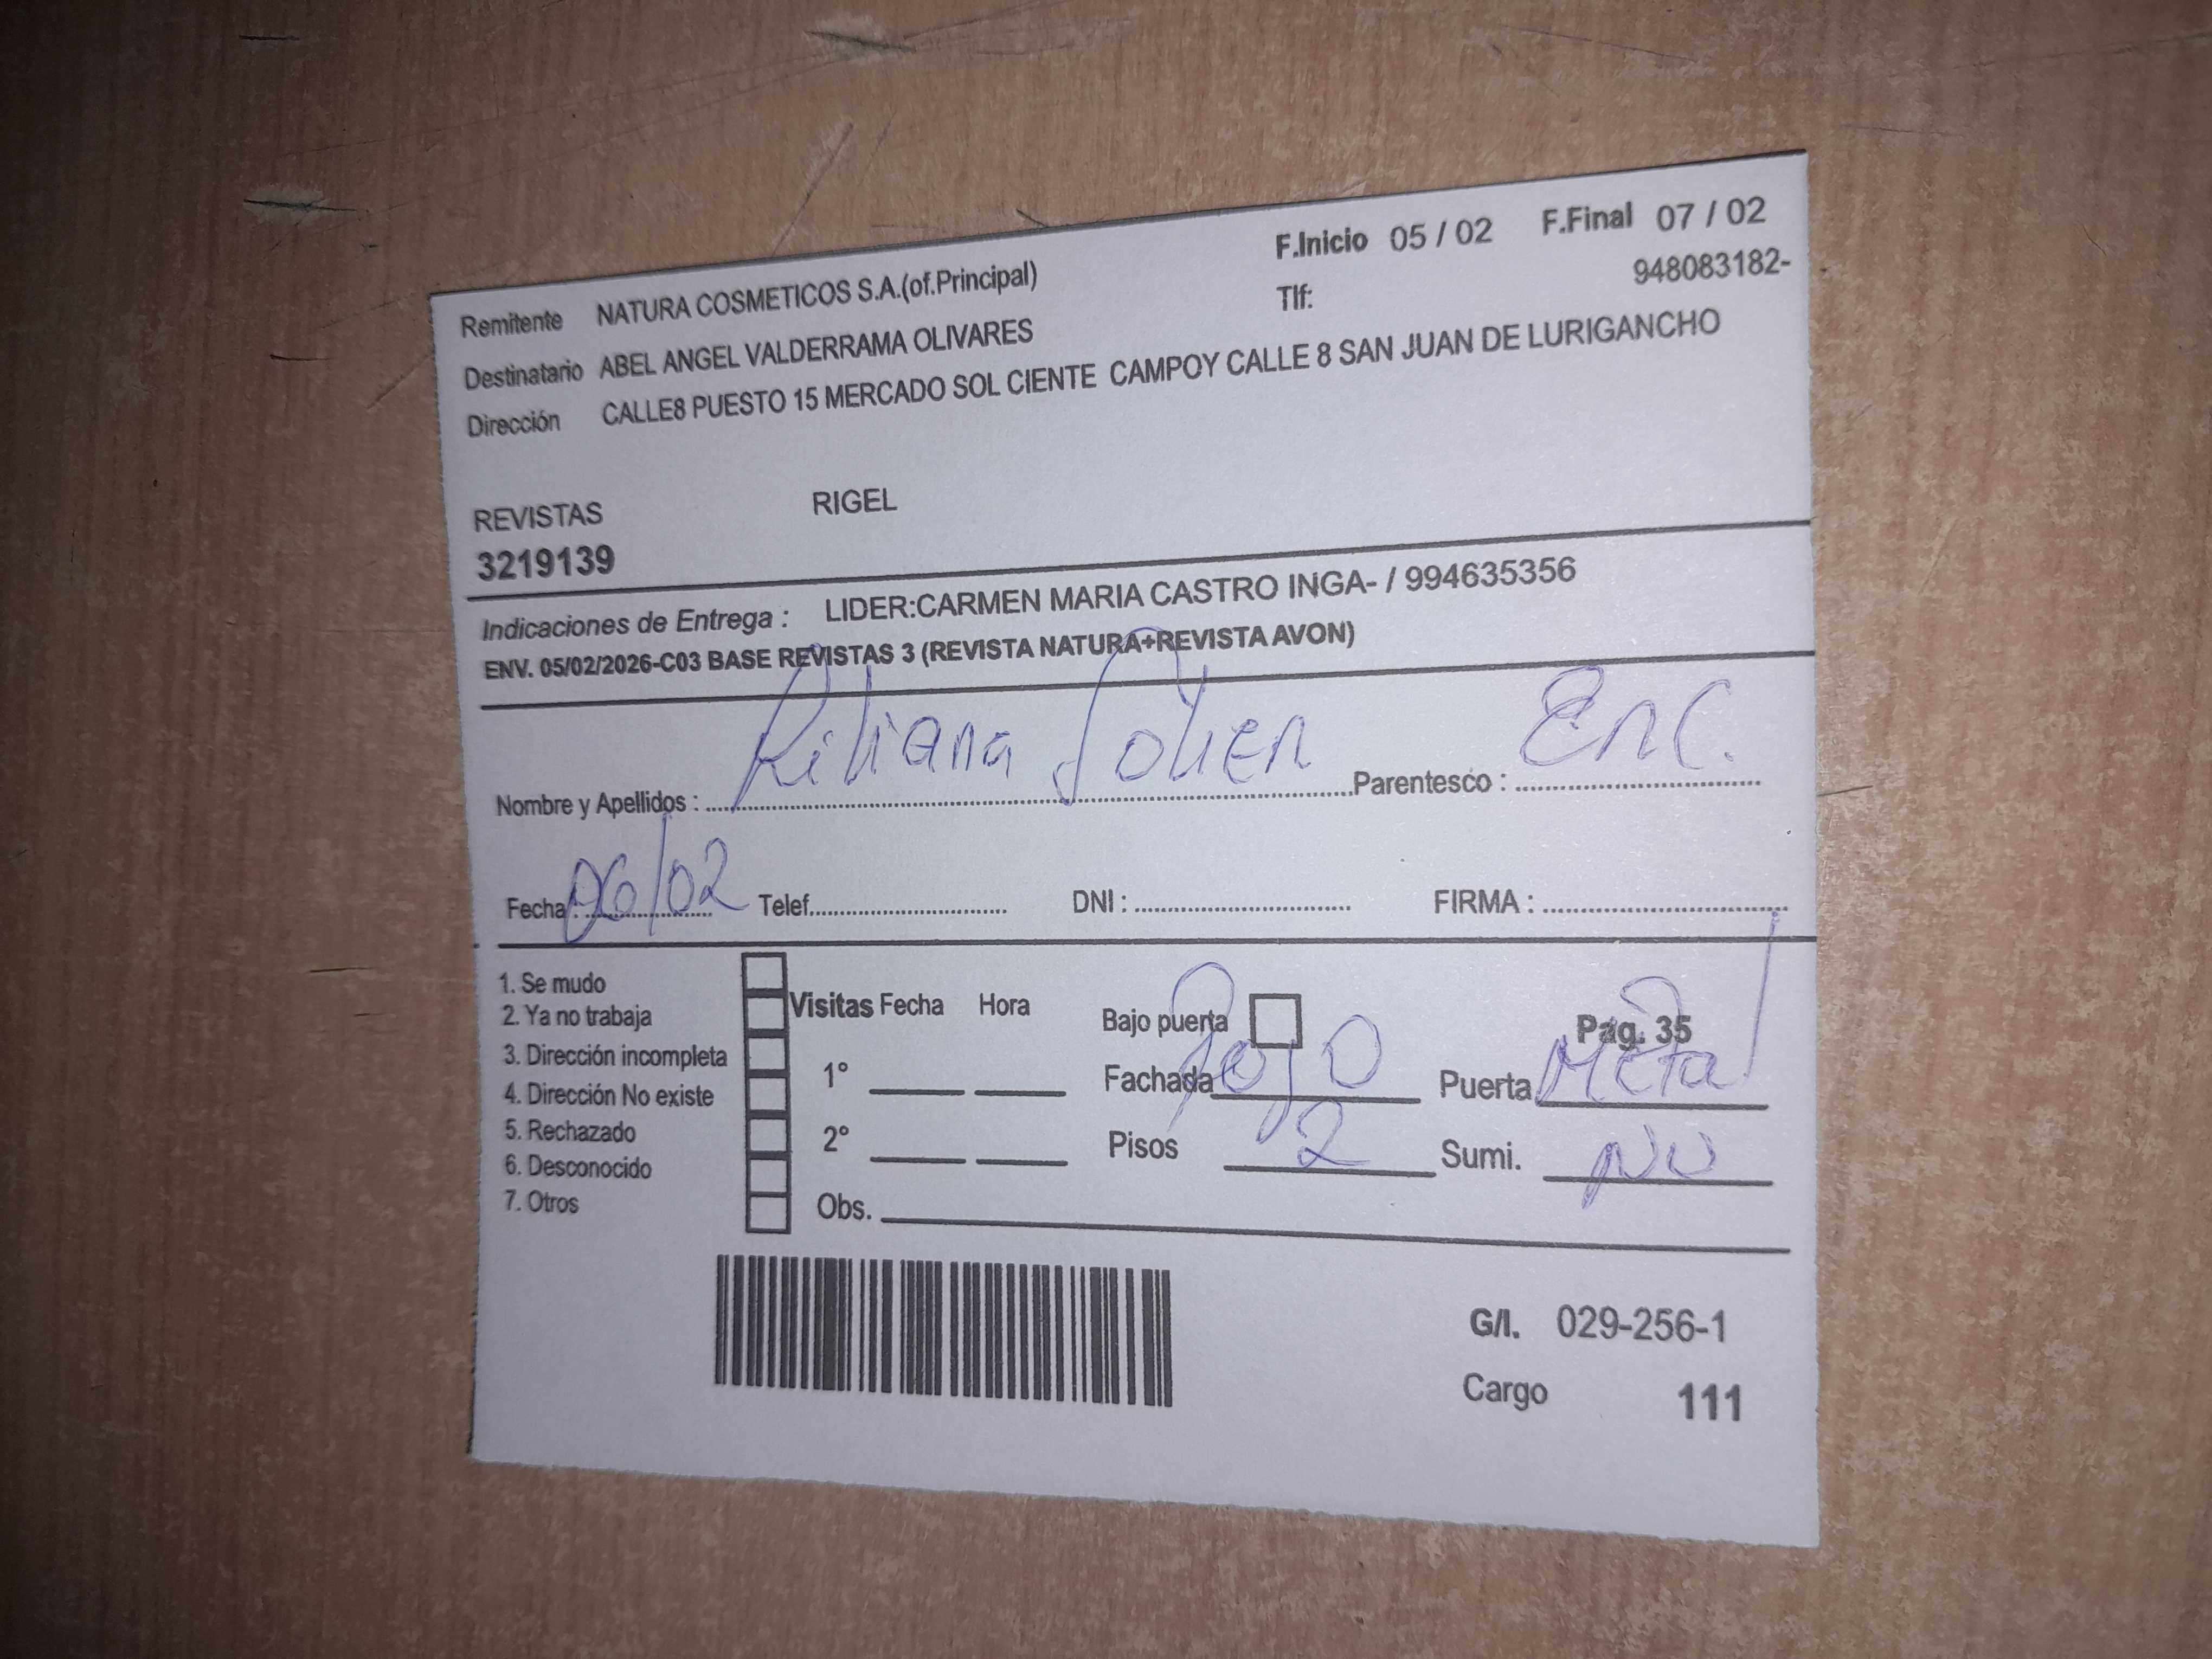 F.Inicio 05 / 02 F.Final 07 / 02
Remitente NATURA COSMETICOS S.A.(of.Principal) Tlf: 948083182-
Destinatario ABEL ANGEL VALDERRAMA OLIVARES
Dirección CALLE8 PUESTO 15 MERCADO SOL CIENTE CAMPOY CALLE 8 SAN JUAN DE LURIGANCHO
REVISTAS RIGEL
3219139
Indicaciones de Entrega : LIDER:CARMEN MARIA CASTRO INGA- / 994635356
ENV. 05/02/2026-C03 BASE REVISTAS 3 (REVISTA NATURA+REVISTA AVON)
Nombre y Apellidos : Liliana Parentesco : Enc.
Fecha : 06/02 Telef. DNI : FIRMA :
1. Se mudo
2. Ya no trabaja
3. Dirección incompleta
4. Dirección No existe
5. Rechazado
6. Desconocido
7. Otros
Visitas Fecha Hora
1°
2°
Obs.
Bajo puerta Pag. 35
Fachada Rojo Puerta Metal
Pisos 2 Sumi. NO
G/I. 029-256-1
Cargo 111